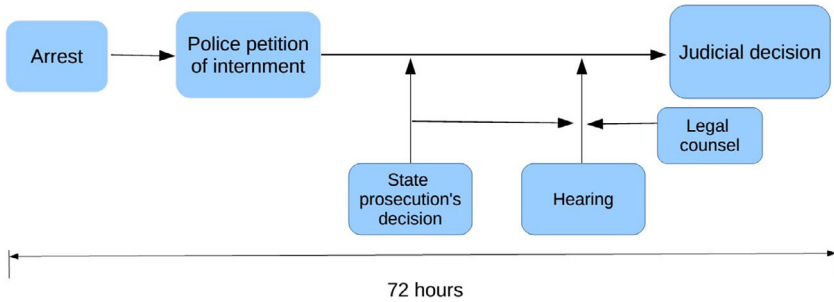 Arrest
Police petition
of internment
Judicial decision
Legal
counsel
State
prosecution's
decision
Hearing
72 hours